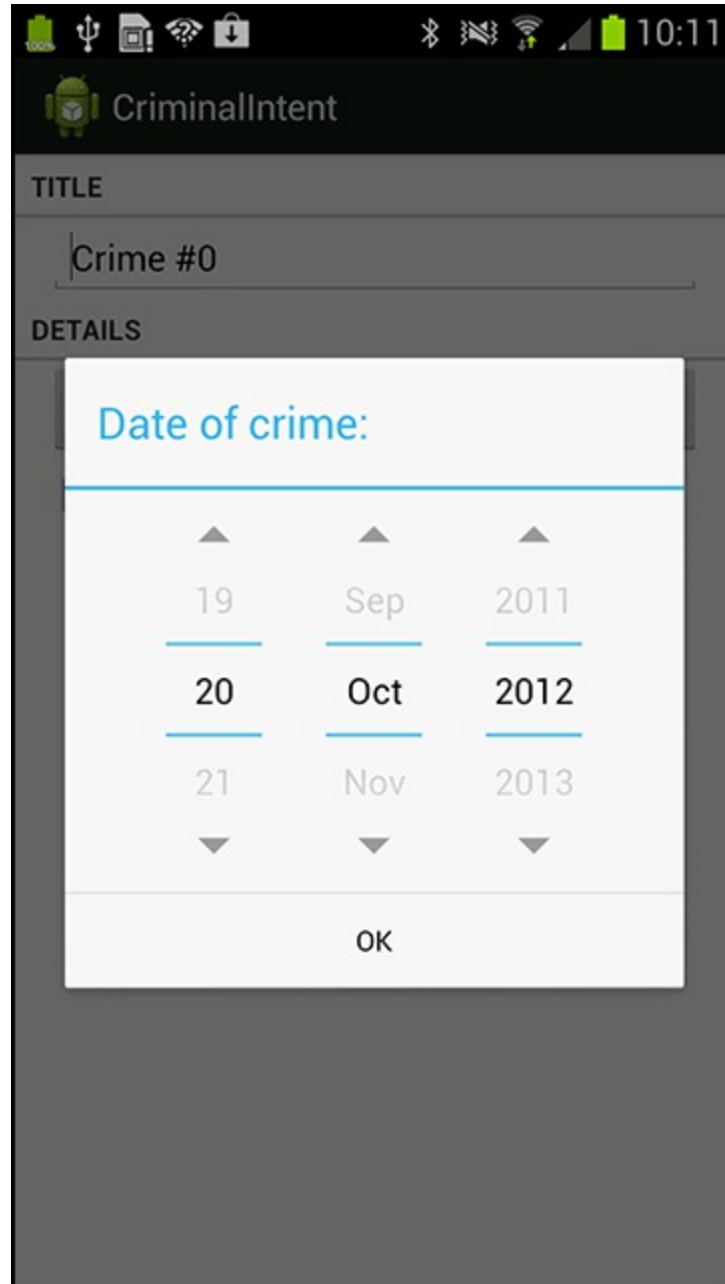 100%
10:11
CriminalIntent
TITLE
Crime #0
DETAILS
Date of crime:
19 Sep 2011
20 Oct 2012
21 Nov 2013
OK